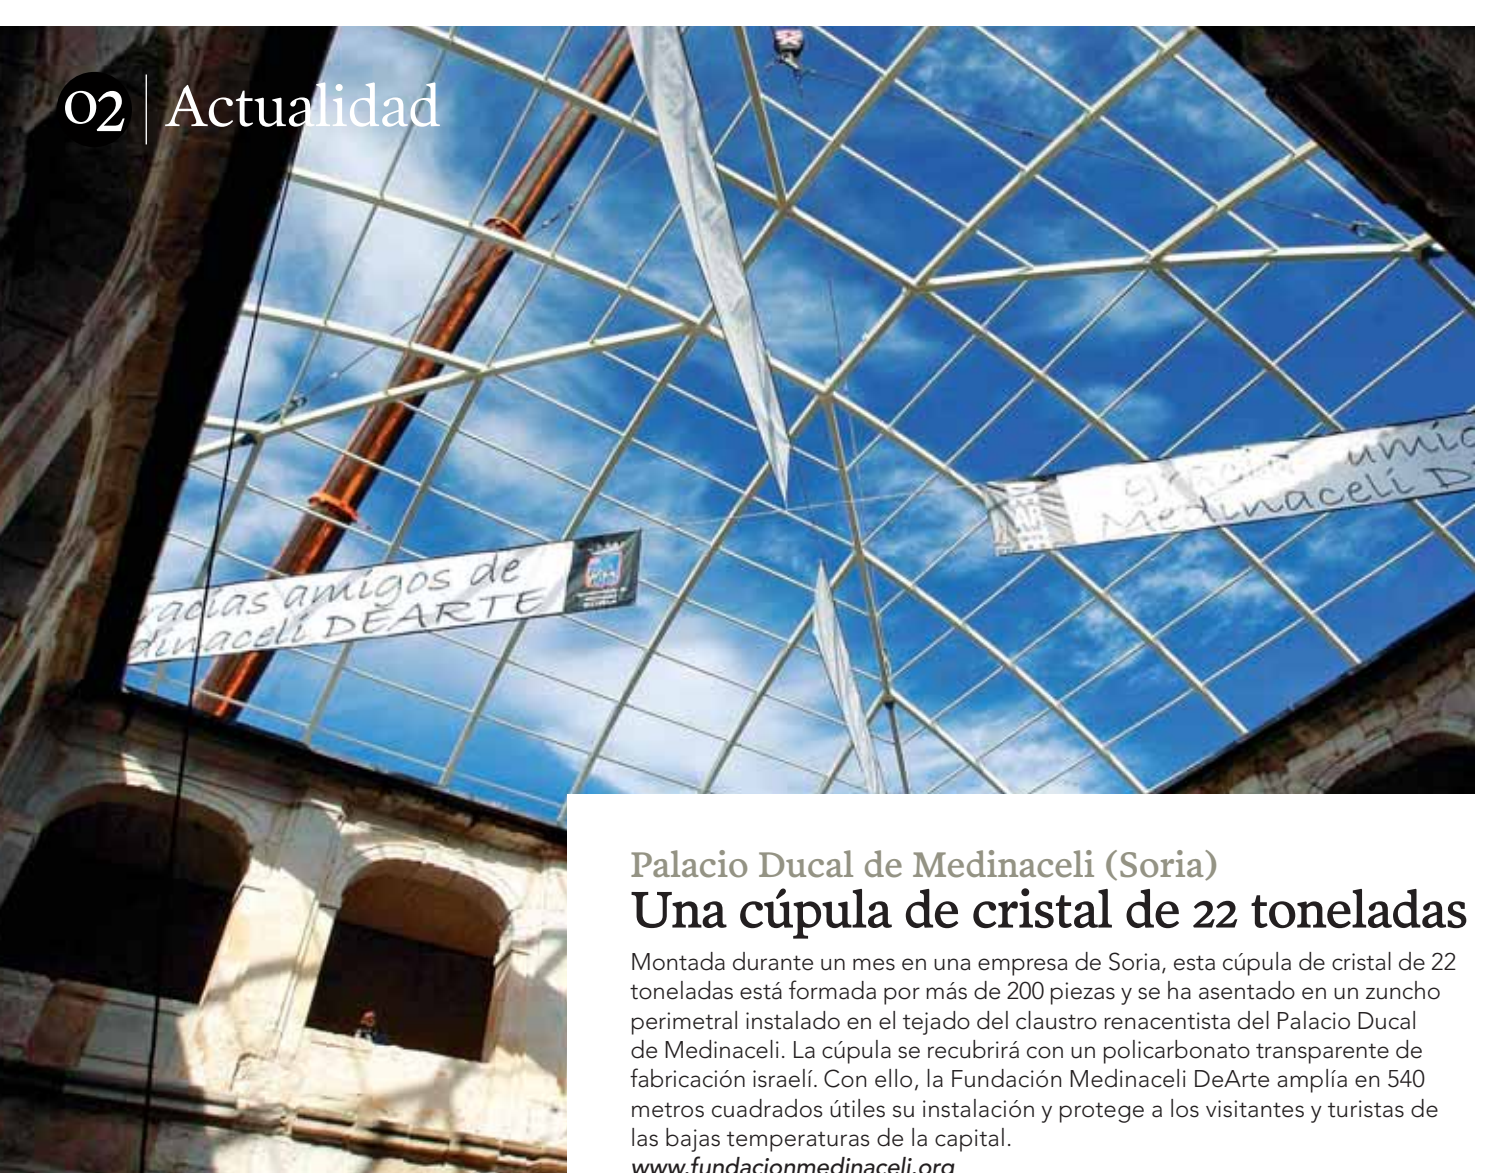 02 | Actualidad
racias amigos de
dinaceli DEARTE
Medinaceli D
Palacio Ducal de Medinaceli (Soria)
Una cúpula de cristal de 22 toneladas
Montada durante un mes en una empresa de Soria, esta cúpula de cristal de 22
toneladas está formada por más de 200 piezas y se ha asentado en un zuncho
perimetral instalado en el tejado del claustro renacentista del Palacio Ducal
de Medinaceli. La cúpula se recubrirá con un policarbonato transparente de
fabricación israelí. Con ello, la Fundación Medinaceli DeArte amplía en 540
metros cuadrados útiles su instalación y protege a los visitantes y turistas de
las bajas temperaturas de la capital.
www.fundacionmedinaceli.org